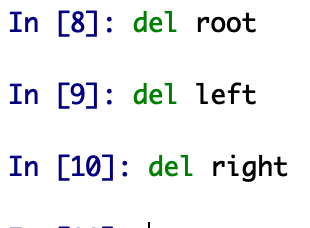 In [8]: del root
In [9]: del left
In [10]: del right